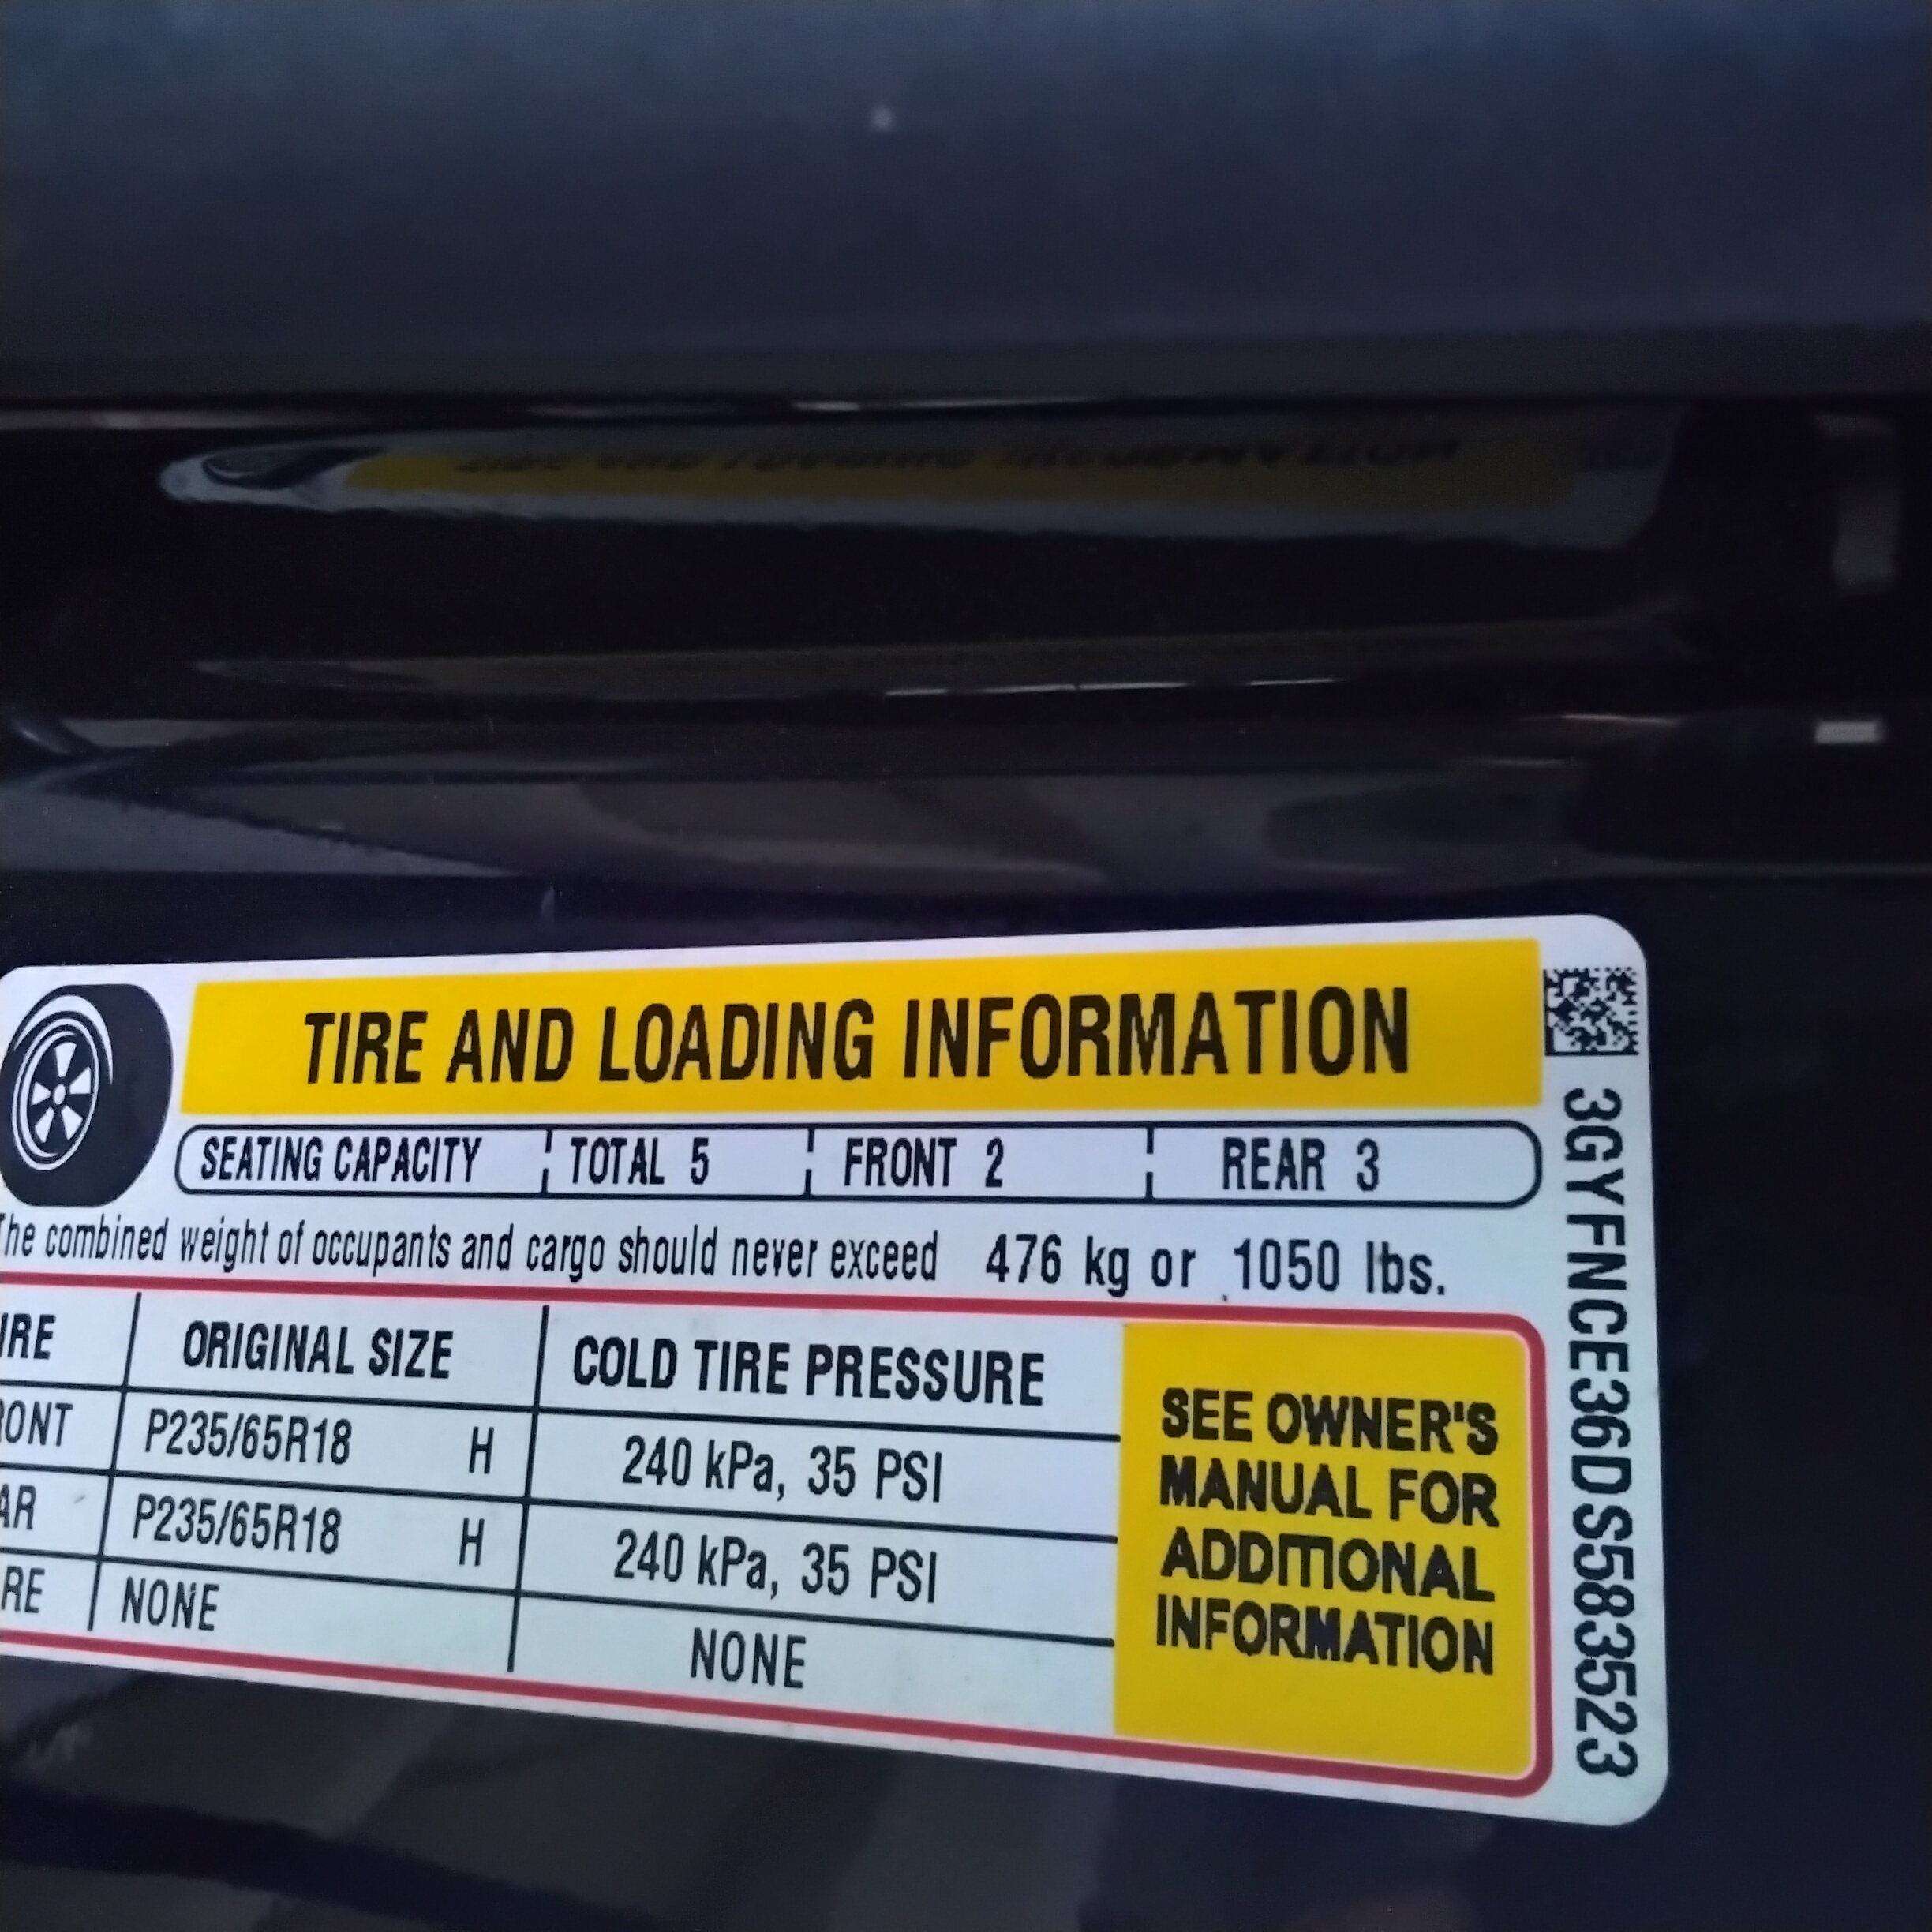 TIRE AND LOADING INFORMATION
SEATING CAPACITY TOTAL 5 FRONT 2 REAR 3
The combined weight of occupants and cargo should never exceed 476 kg or 1050 lbs.
IRE ORIGINAL SIZE COLD TIRE PRESSURE
RONT P235/65R18 H 240 kPa, 35 PSI
AR P235/65R18 H 240 kPa, 35 PSI
RE NONE NONE
SEE OWNER'S
MANUAL FOR
ADDITIONAL
INFORMATION
3GYFNCE36DS583523